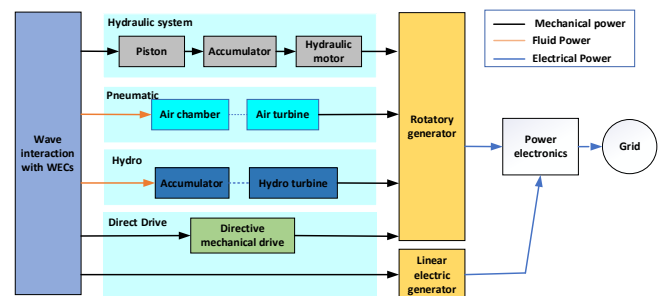 Hydraulic system
Piston
Accumulator
Hydraulic
motor
Pneumatic
Air chamber
Air turbine
Wave
interaction
with WECs
Hydro
Accumulator
Hydro turbine
Direct Drive
Directive
mechanical drive
Rotatory
generator
Linear
electric
generator
Power
electronics
Grid
Mechanical power
Fluid Power
Electrical Power